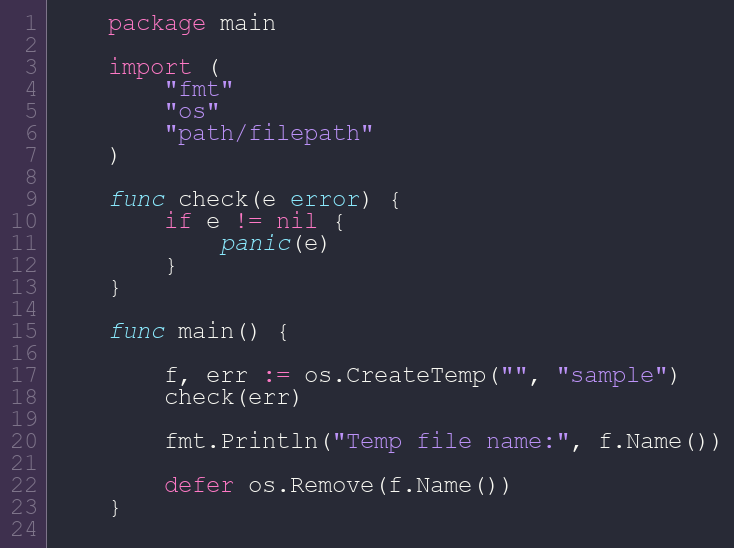 1 package main
2
3 import (
4 "fmt"
5 "os"
6 "path/filepath"
7 )
8
9 func check(e error) {
10 if e != nil {
11 panic(e)
12 }
13 }
14
15 func main() {
16
17 f, err := os.CreateTemp("", "sample")
18 check(err)
19
20 fmt.Println("Temp file name:", f.Name())
21
22 defer os.Remove(f.Name())
23 }
24